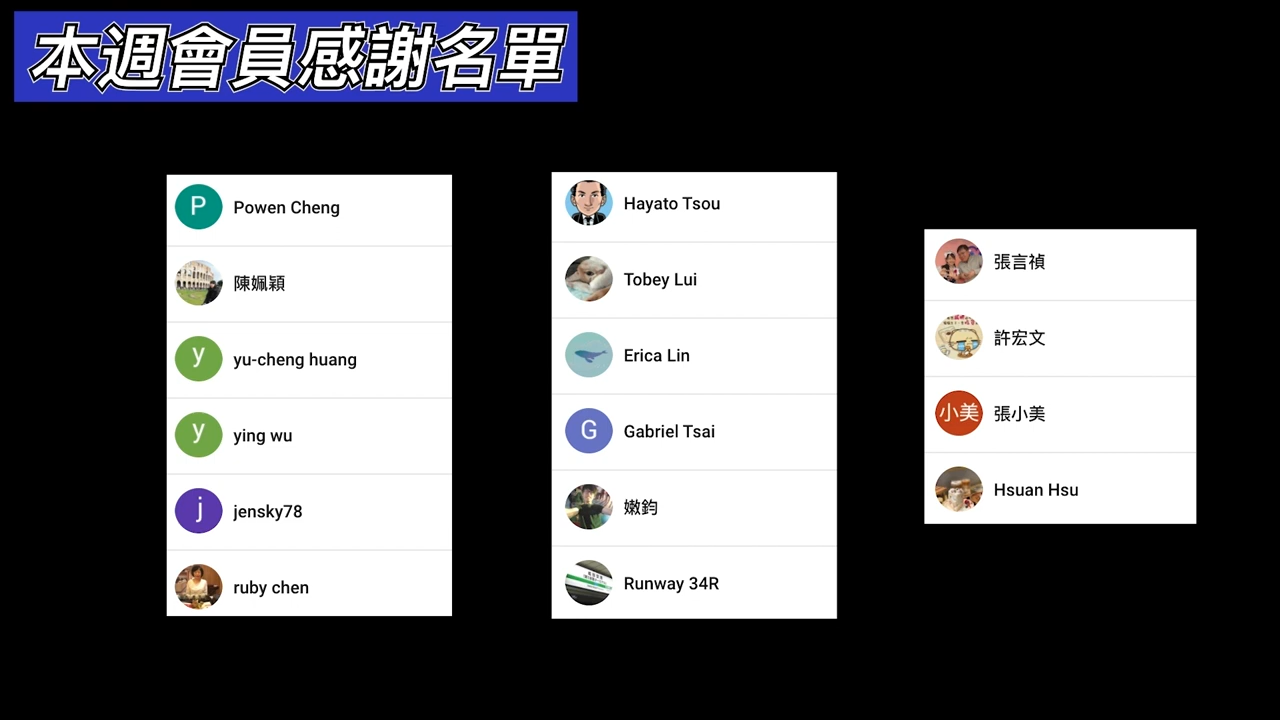 本週會員感謝名單
P
Powen Cheng
陳姵穎
y
yu-cheng huang
y
ying wu
j
jensky78
ruby chen
Hayato Tsou
Tobey Lui
Erica Lin
G
Gabriel Tsai
嫩鈞
Runway 34R
張言禎
許宏文
小美
張小美
Hsuan Hsu